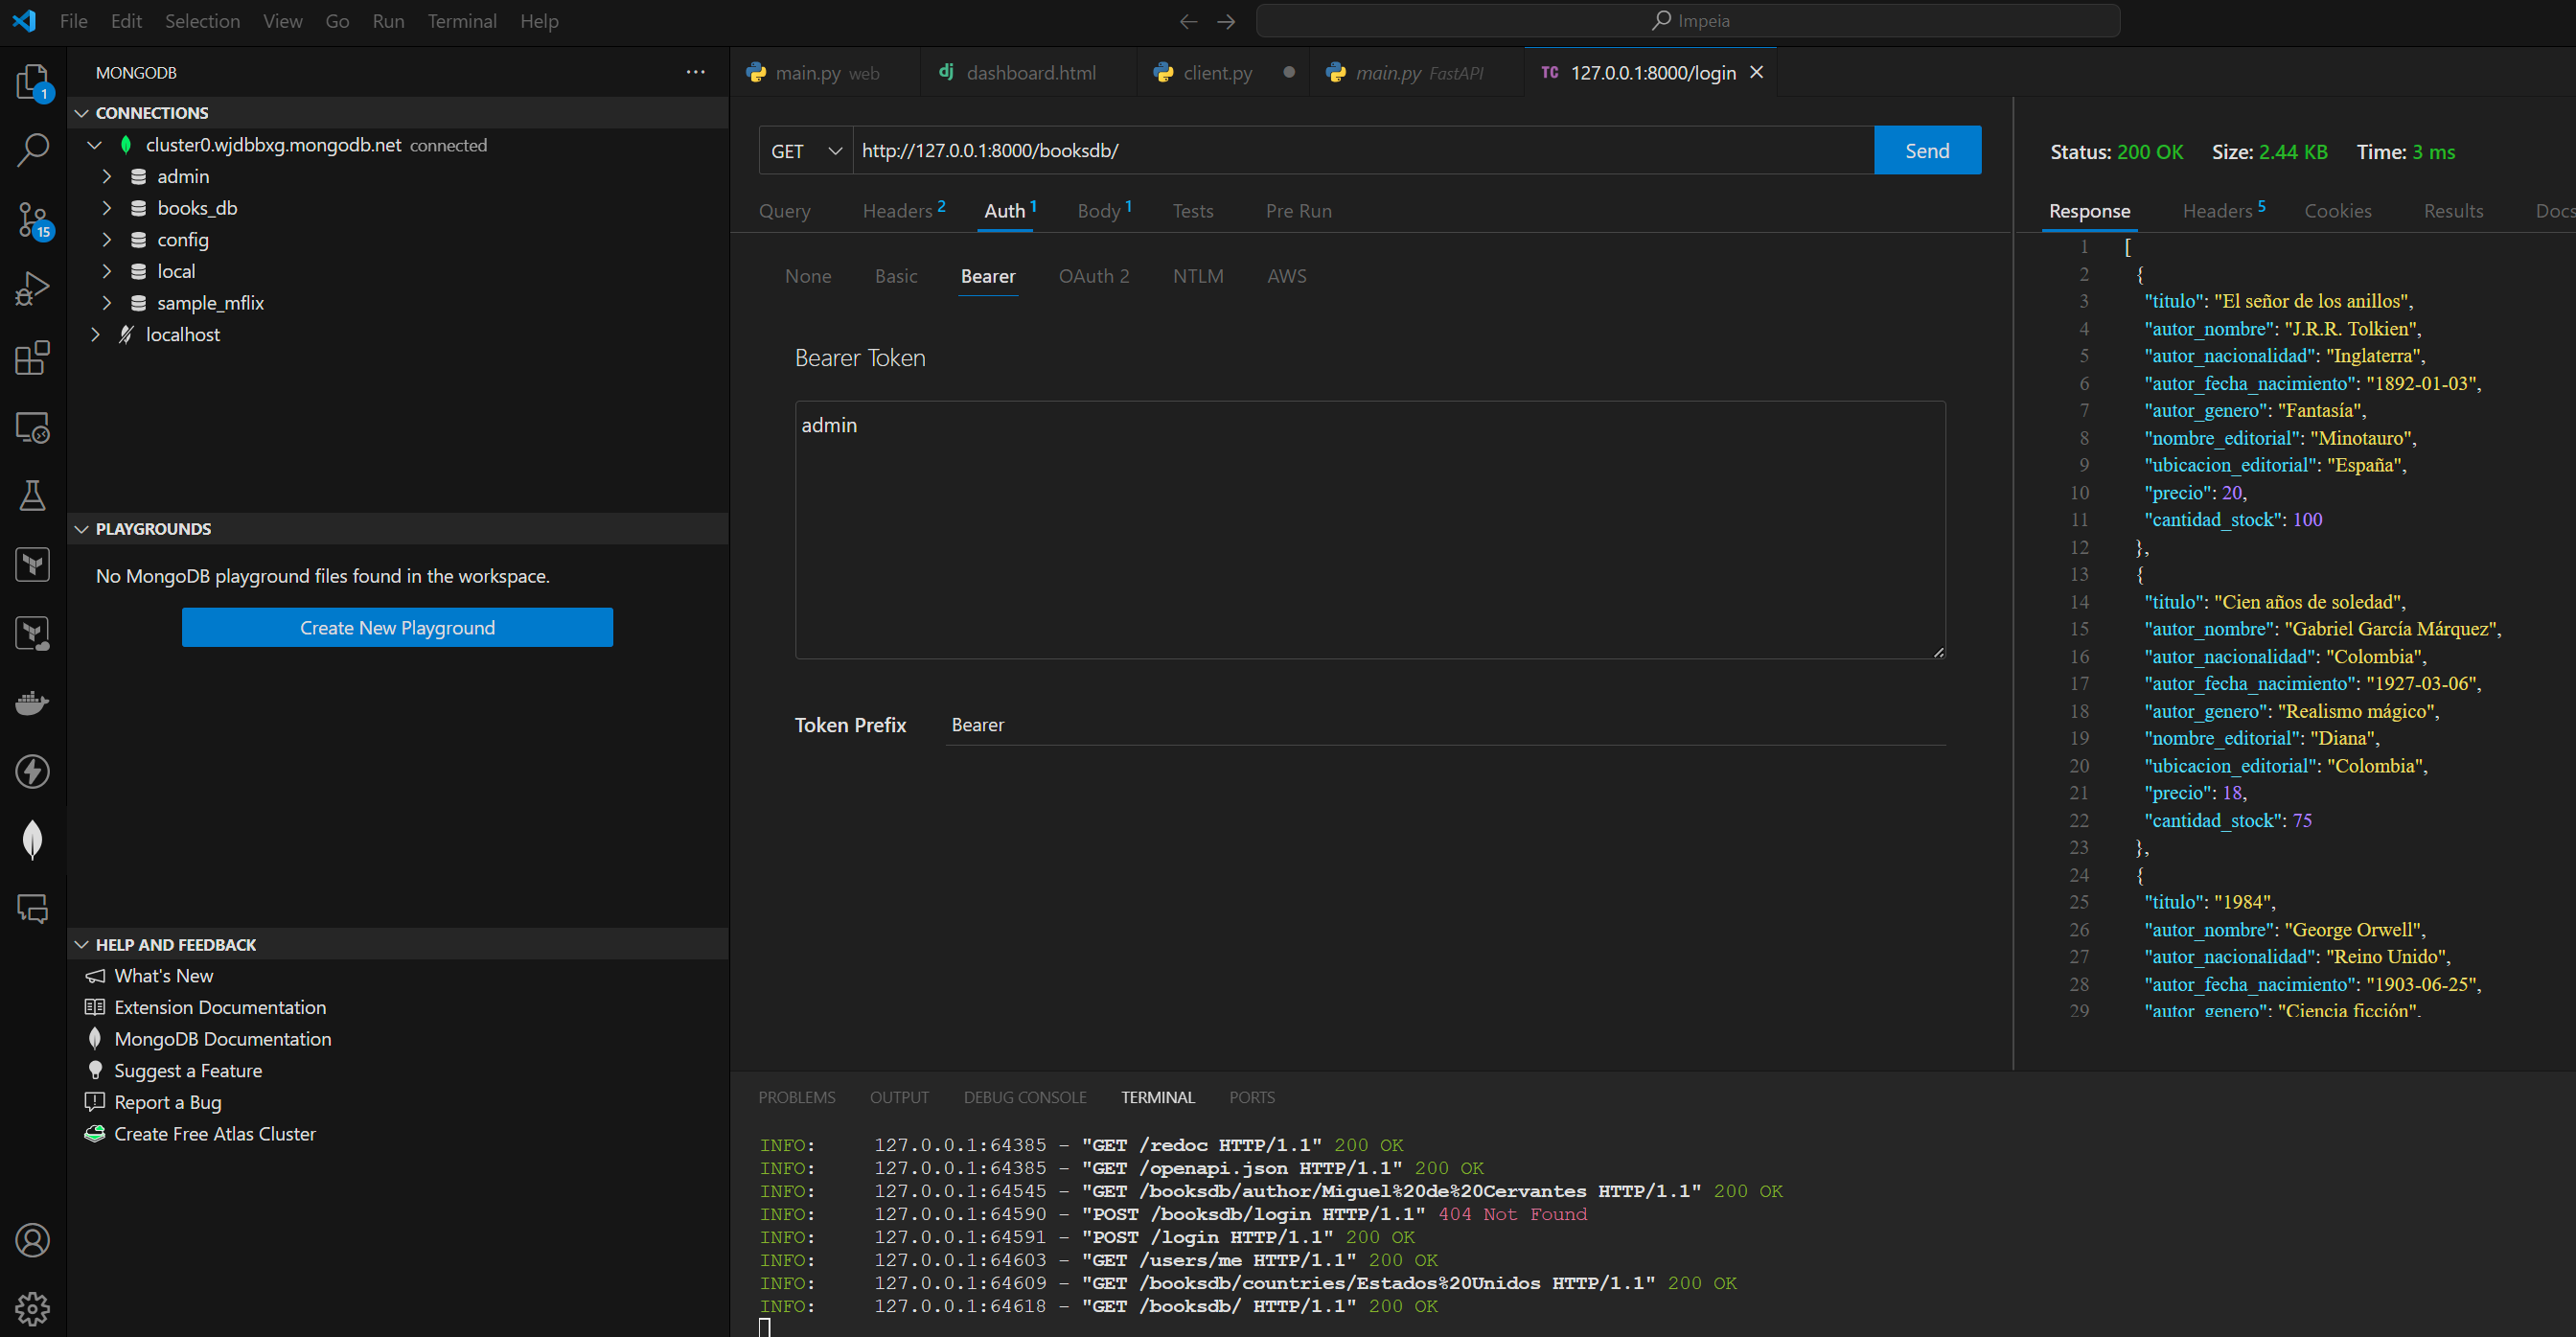 File Edit Selection View Go Run Terminal Help
Impeia
MONGODB
1
CONNECTIONS
cluster0.wjdbbxg.mongodb.net connected
admin
books_db
15
config
local
sample_mflix
localhost
PLAYGROUNDS
No MongoDB playground files found in the workspace.
Create New Playground
HELP AND FEEDBACK
What's New
Extension Documentation
MongoDB Documentation
Suggest a Feature
Report a Bug
Create Free Atlas Cluster
main.py web dj dashboard.html client.py main.py FastAPI TC 127.0.0.1:8000/login
GET http://127.0.0.1:8000/booksdb/ Send
Query Headers 2 Auth 1 Body 1 Tests Pre Run
None Basic Bearer OAuth 2 NTLM AWS
Bearer Token
admin
Token Prefix Bearer
Status: 200 OK Size: 2.44 KB Time: 3 ms
Response Headers 5 Cookies Results Docs
1 [
2 {
3 "titulo": "El señor de los anillos",
4 "autor_nombre": "J.R.R. Tolkien",
5 "autor_nacionalidad": "Inglaterra",
6 "autor_fecha_nacimiento": "1892-01-03",
7 "autor_genero": "Fantasía",
8 "nombre_editorial": "Minotauro",
9 "ubicacion_editorial": "España",
10 "precio": 20,
11 "cantidad_stock": 100
12 },
13 {
14 "titulo": "Cien años de soledad",
15 "autor_nombre": "Gabriel García Márquez",
16 "autor_nacionalidad": "Colombia",
17 "autor_fecha_nacimiento": "1927-03-06",
18 "autor_genero": "Realismo mágico",
19 "nombre_editorial": "Diana",
20 "ubicacion_editorial": "Colombia",
21 "precio": 18,
22 "cantidad_stock": 75
23 },
24 {
25 "titulo": "1984",
26 "autor_nombre": "George Orwell",
27 "autor_nacionalidad": "Reino Unido",
28 "autor_fecha_nacimiento": "1903-06-25",
29 "autor_genero": "Ciencia ficción",
PROBLEMS OUTPUT DEBUG CONSOLE TERMINAL PORTS
INFO: 127.0.0.1:64385 - "GET /redoc HTTP/1.1" 200 OK
INFO: 127.0.0.1:64385 - "GET /openapi.json HTTP/1.1" 200 OK
INFO: 127.0.0.1:64545 - "GET /booksdb/author/Miguel%20de%20Cervantes HTTP/1.1" 200 OK
INFO: 127.0.0.1:64590 - "POST /booksdb/login HTTP/1.1" 404 Not Found
INFO: 127.0.0.1:64591 - "POST /login HTTP/1.1" 200 OK
INFO: 127.0.0.1:64603 - "GET /users/me HTTP/1.1" 200 OK
INFO: 127.0.0.1:64609 - "GET /booksdb/countries/Estados%20Unidos HTTP/1.1" 200 OK
INFO: 127.0.0.1:64618 - "GET /booksdb/ HTTP/1.1" 200 OK